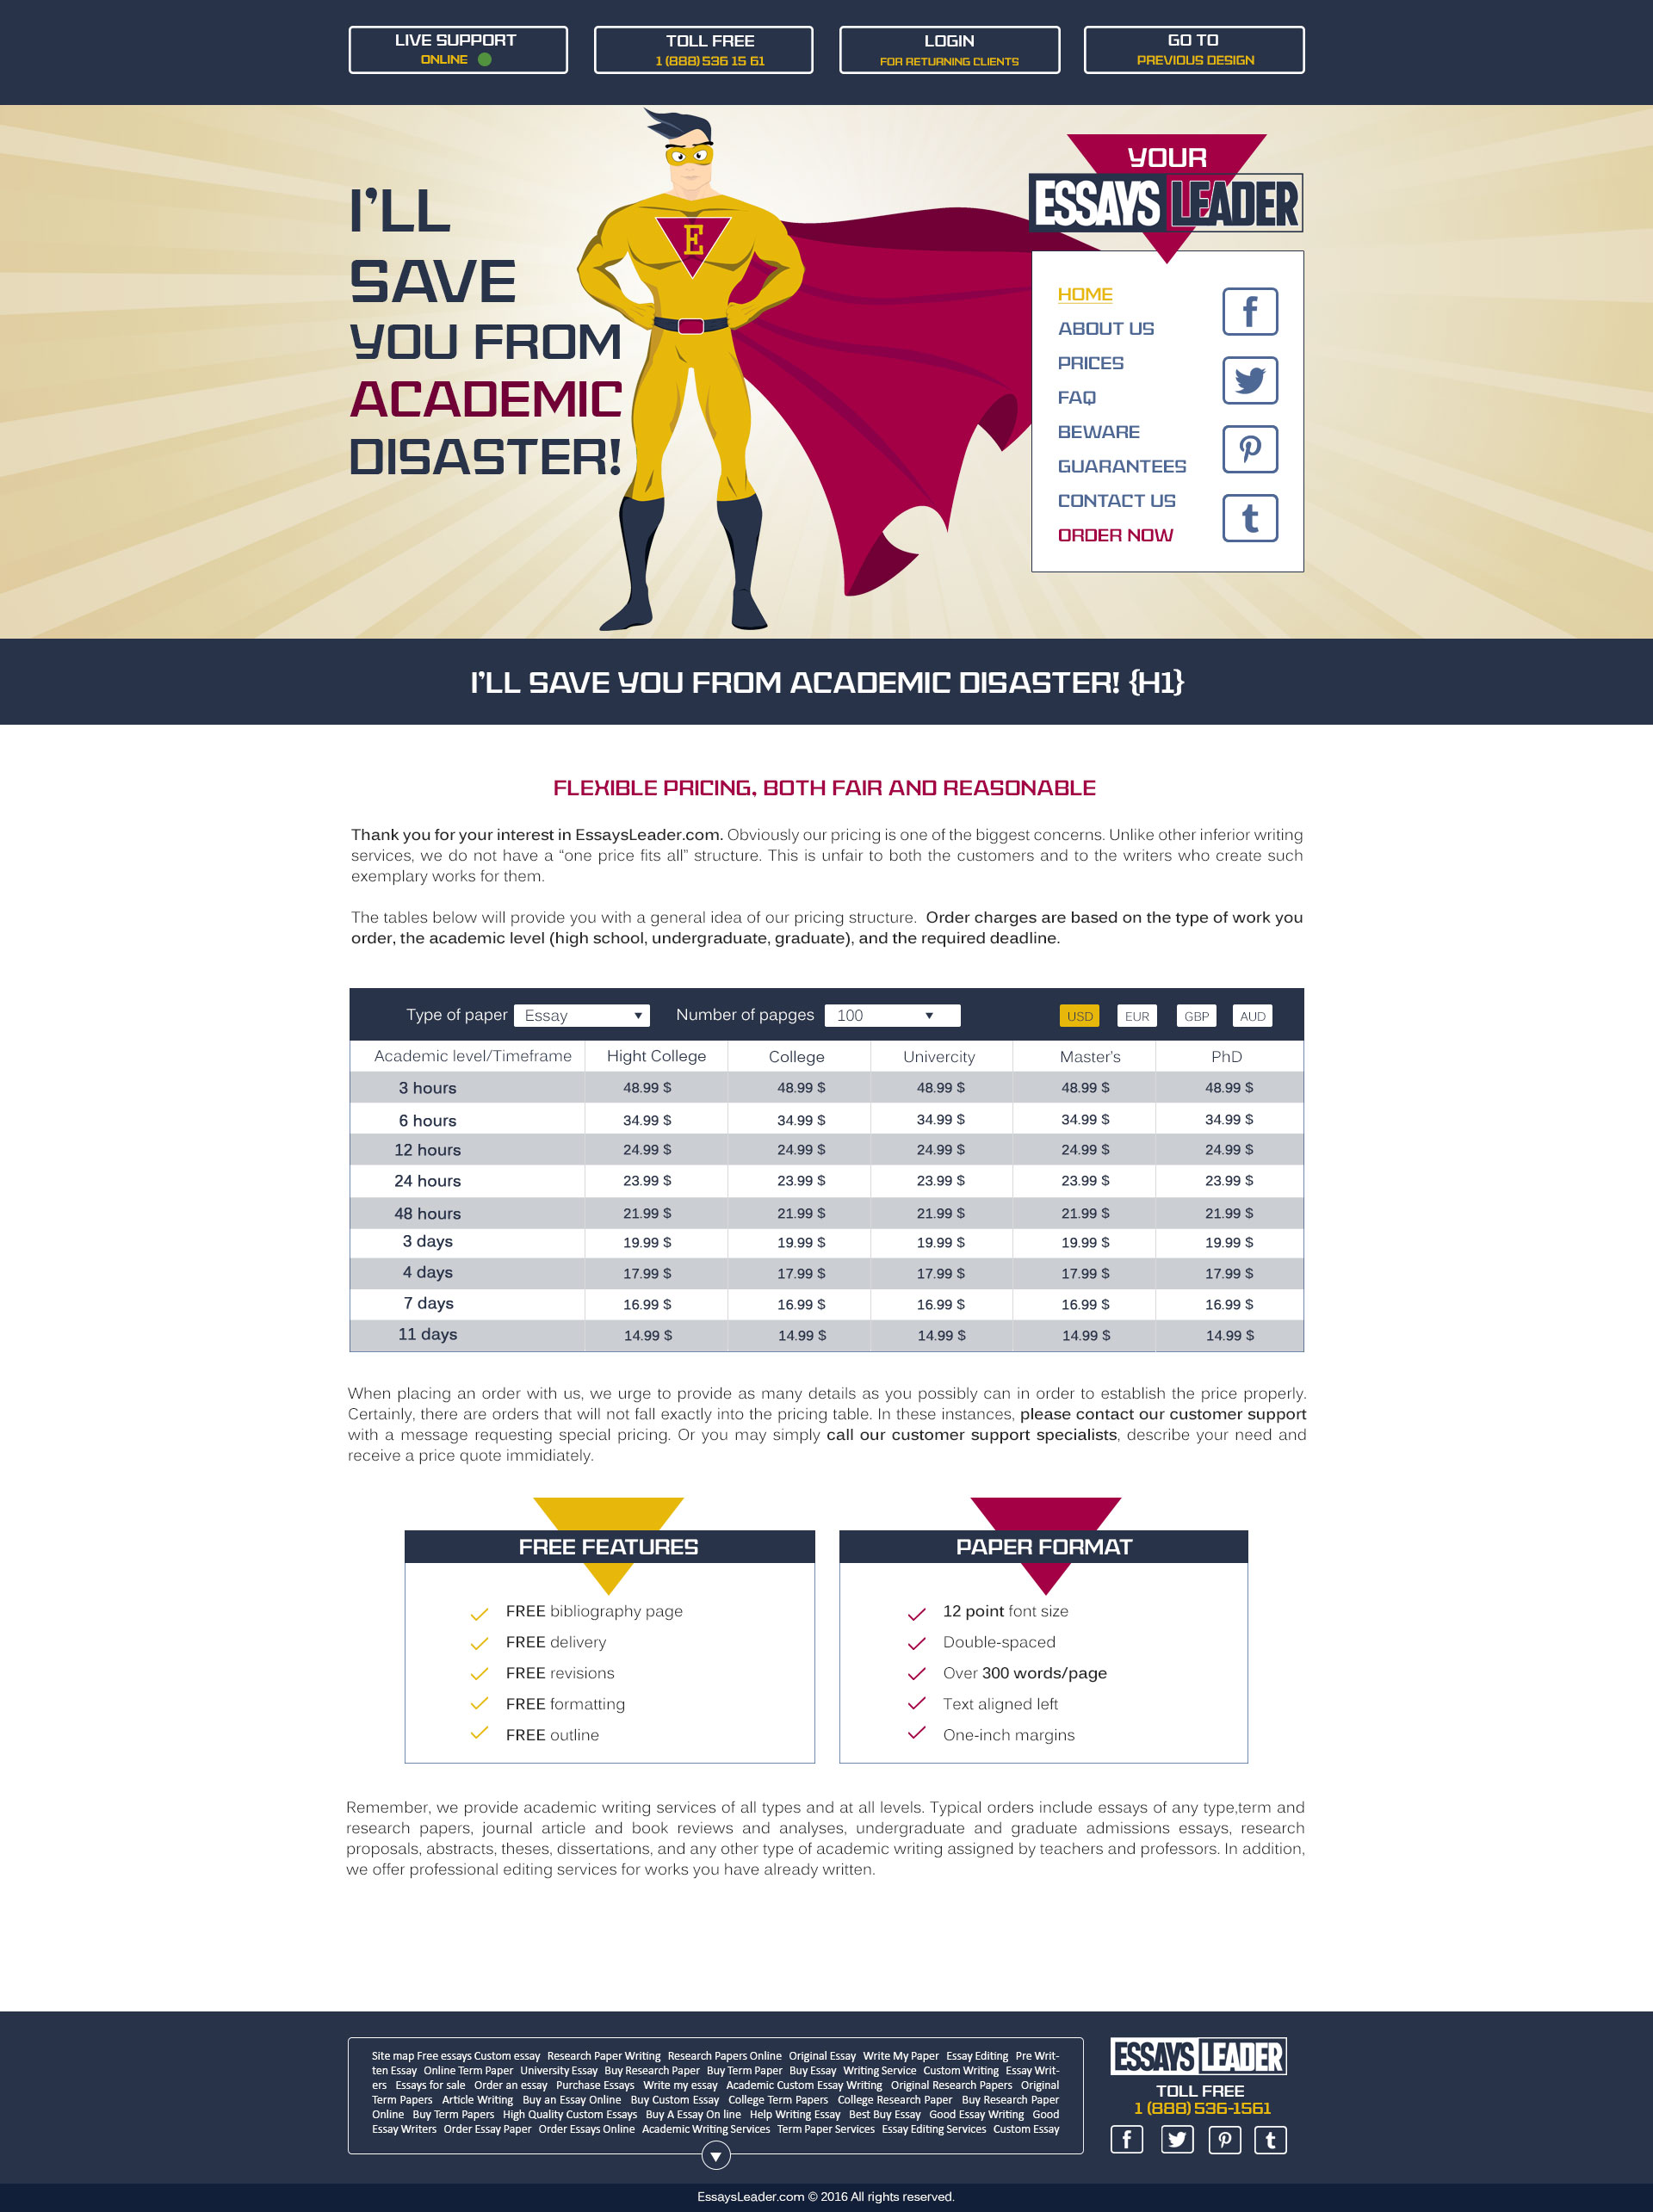 LIVE SUPPORT
ONLINE
TOLL FREE
1 (888) 536 15 61
LOGIN
FOR RETURNING CLIENTS
GO TO
PREVIOUS DESIGN
I'LL
SAVE
YOU FROM
ACADEMIC
DISASTER!
E
YOUR
ESSAYS LEADER
HOME
ABOUT US
PRICES
FAQ
BEWARE
GUARANTEES
CONTACT US
ORDER NOW
I'LL SAVE YOU FROM ACADEMIC DISASTER! {H1}
FLEXIBLE PRICING, BOTH FAIR AND REASONABLE
Thank you for your interest in EssaysLeader.com. Obviously our pricing is one of the biggest concerns. Unlike other inferior writing
services, we do not have a “one price fits all” structure. This is unfair to both the customers and to the writers who create such
exemplary works for them.
The tables below will provide you with a general idea of our pricing structure. Order charges are based on the type of work you
order, the academic level (high school, undergraduate, graduate), and the required deadline.
Type of paper Essay Number of papges 100 USD EUR GBP AUD
Academic level/Timeframe Hight College College Univercity Master's PhD
3 hours 48.99 $ 48.99 $ 48.99 $ 48.99 $ 48.99 $
6 hours 34.99 $ 34.99 $ 34.99 $ 34.99 $ 34.99 $
12 hours 24.99 $ 24.99 $ 24.99 $ 24.99 $ 24.99 $
24 hours 23.99 $ 23.99 $ 23.99 $ 23.99 $ 23.99 $
48 hours 21.99 $ 21.99 $ 21.99 $ 21.99 $ 21.99 $
3 days 19.99 $ 19.99 $ 19.99 $ 19.99 $ 19.99 $
4 days 17.99 $ 17.99 $ 17.99 $ 17.99 $ 17.99 $
7 days 16.99 $ 16.99 $ 16.99 $ 16.99 $ 16.99 $
11 days 14.99 $ 14.99 $ 14.99 $ 14.99 $ 14.99 $
When placing an order with us, we urge to provide as many details as you possibly can in order to establish the price properly.
Certainly, there are orders that will not fall exactly into the pricing table. In these instances, please contact our customer support
with a message requesting special pricing. Or you may simply call our customer support specialists, describe your need and
receive a price quote immidiately.
FREE FEATURES
FREE bibliography page
FREE delivery
FREE revisions
FREE formatting
FREE outline
PAPER FORMAT
12 point font size
Double-spaced
Over 300 words/page
Text aligned left
One-inch margins
Remember, we provide academic writing services of all types and at all levels. Typical orders include essays of any type,term and
research papers, journal article and book reviews and analyses, undergraduate and graduate admissions essays, research
proposals, abstracts, theses, dissertations, and any other type of academic writing assigned by teachers and professors. In addition,
we offer professional editing services for works you have already written.
Site map Free essays Custom essay Research Paper Writing Research Papers Online Original Essay Write My Paper Essay Editing Pre Writ-
ten Essay Online Term Paper University Essay Buy Research Paper Buy Term Paper Buy Essay Writing Service Custom Writing Essay Writ-
ers Essays for sale Order an essay Purchase Essays Write my essay Academic Custom Essay Writing Original Research Papers Original
Term Papers Article Writing Buy an Essay Online Buy Custom Essay College Term Papers College Research Paper Buy Research Paper
Online Buy Term Papers High Quality Custom Essays Buy A Essay On line Help Writing Essay Best Buy Essay Good Essay Writing Good
Essay Writers Order Essay Paper Order Essays Online Academic Writing Services Term Paper Services Essay Editing Services Custom Essay
ESSAYS LEADER
TOLL FREE
1 (888) 536-1561
EssaysLeader.com © 2016 All rights reserved.